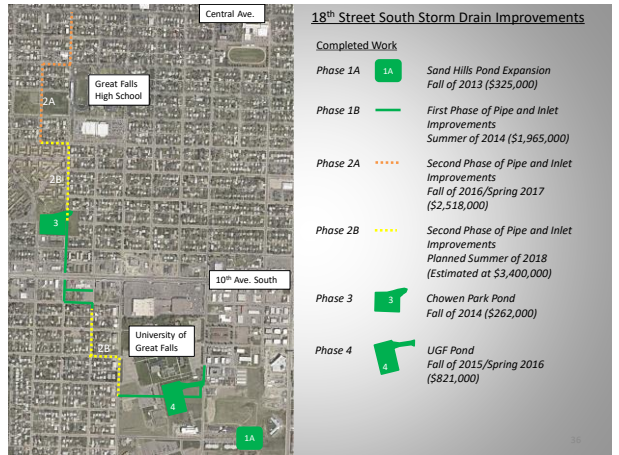 18th Street South Storm Drain Improvements
Central Ave.
Great Falls
High School
2A
2B
3
10th Ave. South
University of
Great Falls
2B
4
1A
Completed Work
Phase 1A
1A
Sand Hills Pond Expansion
Fall of 2013 ($325,000)
Phase 1B
First Phase of Pipe and Inlet
Improvements
Summer of 2014 ($1,965,000)
Phase 2A
Second Phase of Pipe and Inlet
Improvements
Fall of 2016/Spring 2017
($2,518,000)
Phase 2B
Second Phase of Pipe and Inlet
Improvements
Planned Summer of 2018
(Estimated at $3,400,000)
Phase 3
3
Chowen Park Pond
Fall of 2014 ($262,000)
Phase 4
4
UGF Pond
Fall of 2015/Spring 2016
($821,000)